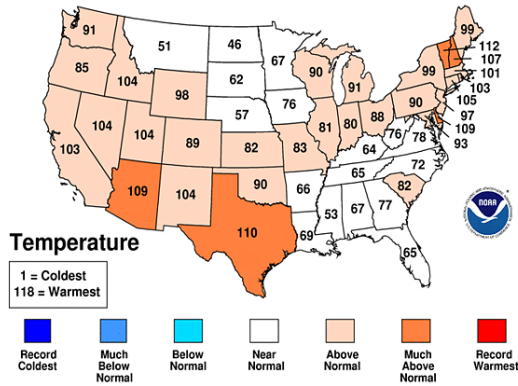 91
51
46
67
99
112
107
101
103
105
97
109
93
85
104
98
62
76
90
91
99
90
104
104
89
57
82
83
81
80
88
76
78
64
103
109
104
90
66
65
72
82
110
69
53
67
77
65
NOAA
Temperature
1 = Coldest
118 = Warmest
Record
Coldest
Much
Below
Normal
Below
Normal
Near
Normal
Above
Normal
Much
Above
Normal
Record
Warmest